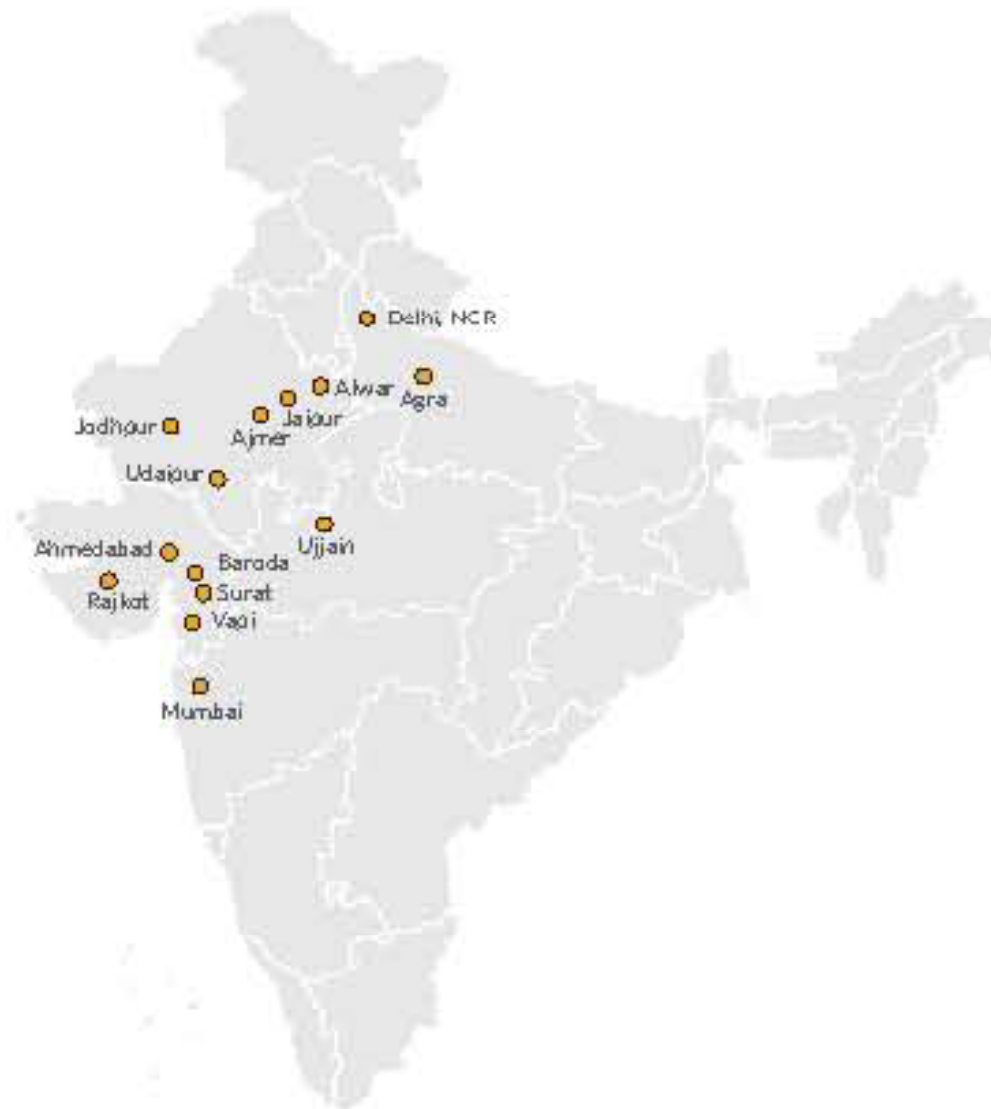 Delhi, NCR
Alwar
Agra
Jaipur
Ajmer
Jodhpur
Udaipur
Ujjain
Ahmedabad
Baroda
Rajkot
Surat
Vapi
Mumbai